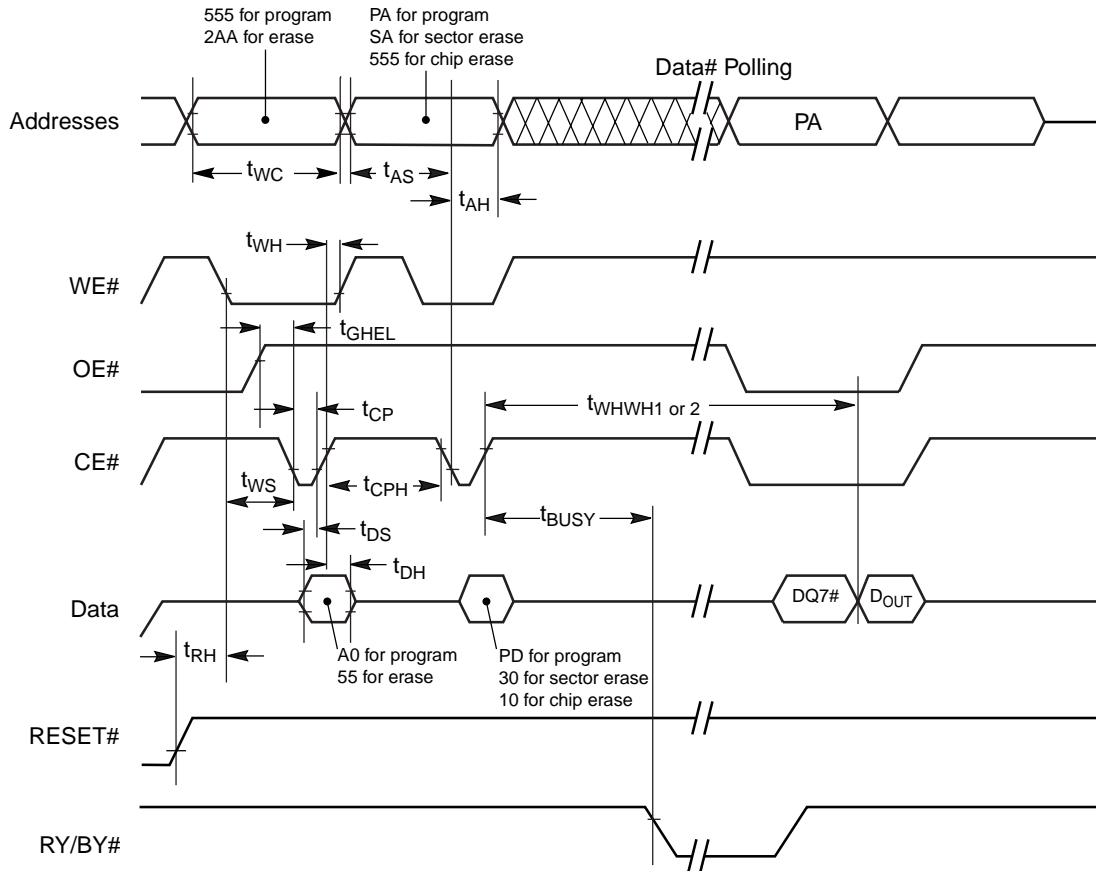 555 for program
2AA for erase
PA for program
SA for sector erase
555 for chip erase
Data# Polling
Addresses
PA
tWC
tAS
tAH
tWH
WE#
tGHEL
OE#
tWHWH1 or 2
tCP
CE#
tWS
tCPH
tBUSY
tDS
tDH
Data
DQ7#
DOUT
tRH
A0 for program
55 for erase
PD for program
30 for sector erase
10 for chip erase
RESET#
RY/BY#